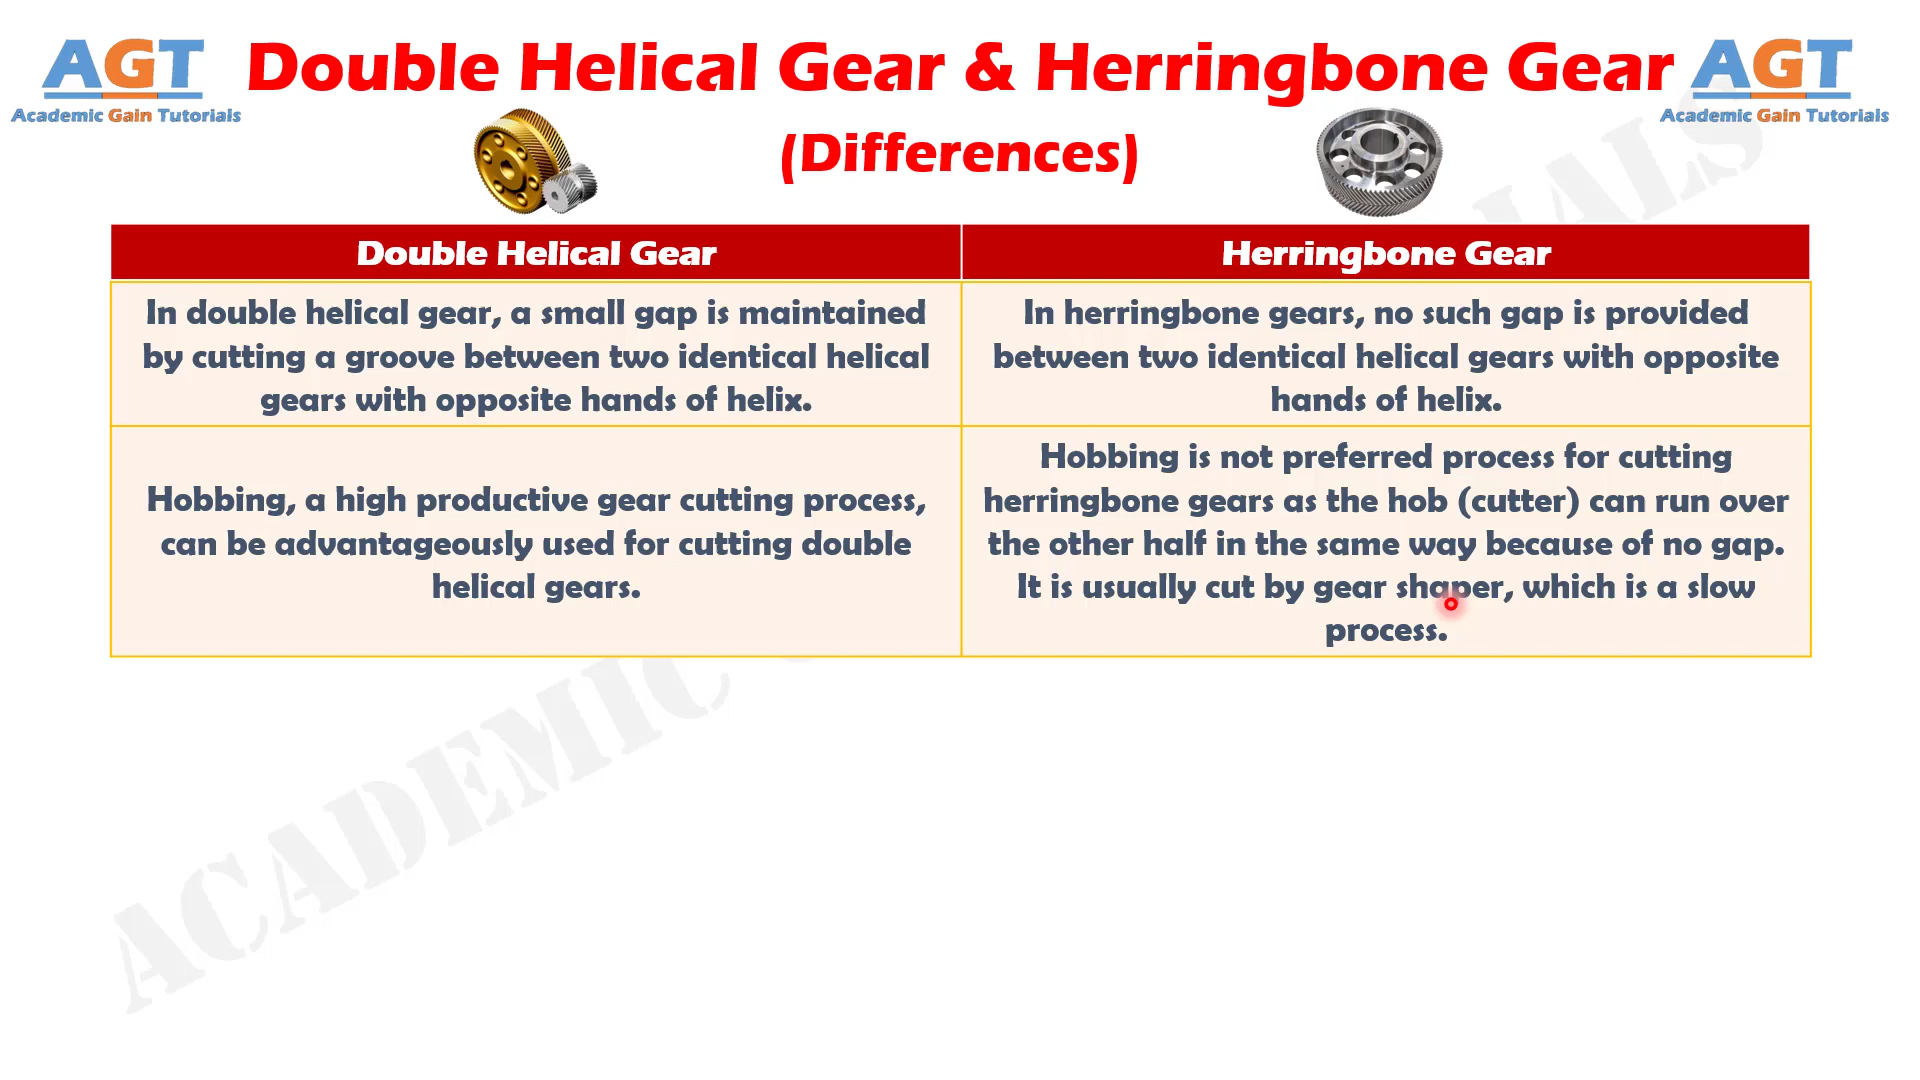 AGT
Academic Gain Tutorials
Double Helical Gear & Herringbone Gear
(Differences)
AGT
Academic Gain Tutorials
Double Helical Gear
Herringbone Gear
In double helical gear, a small gap is maintained
by cutting a groove between two identical helical
gears with opposite hands of helix.
In herringbone gears, no such gap is provided
between two identical helical gears with opposite
hands of helix.
Hobbing, a high productive gear cutting process,
can be advantageously used for cutting double
helical gears.
Hobbing is not preferred process for cutting
herringbone gears as the hob (cutter) can run over
the other half in the same way because of no gap.
It is usually cut by gear shaper, which is a slow
process.
ACADEMIC